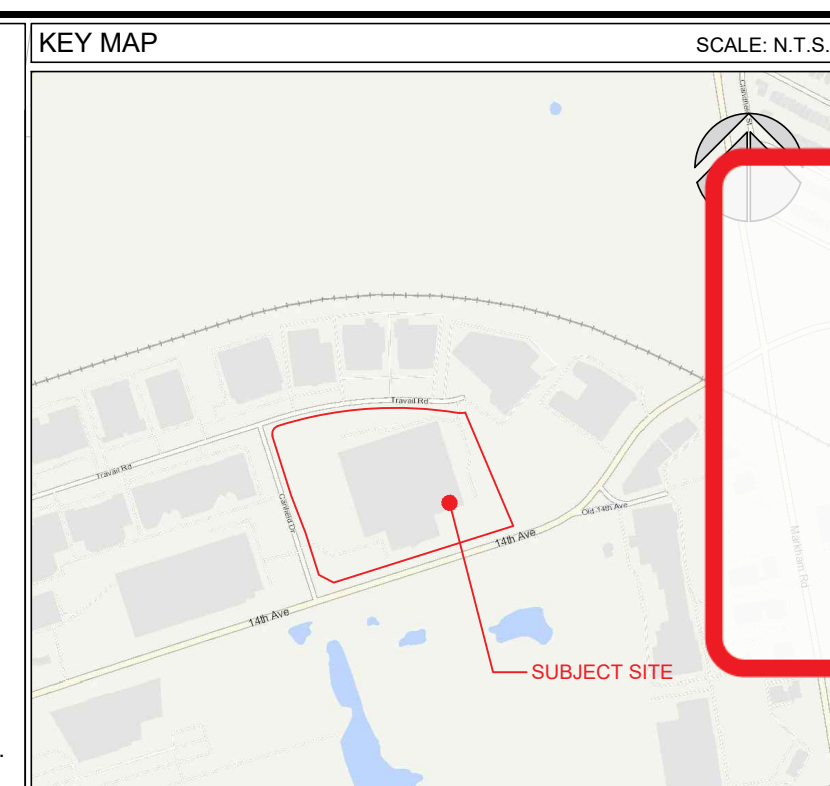 KEY MAP
SCALE: N.T.S.
Travail Rd
Travail Rd
Canfield Dr
Old 14th Ave
14th Ave
14th Ave
Markham Rd
SUBJECT SITE
.